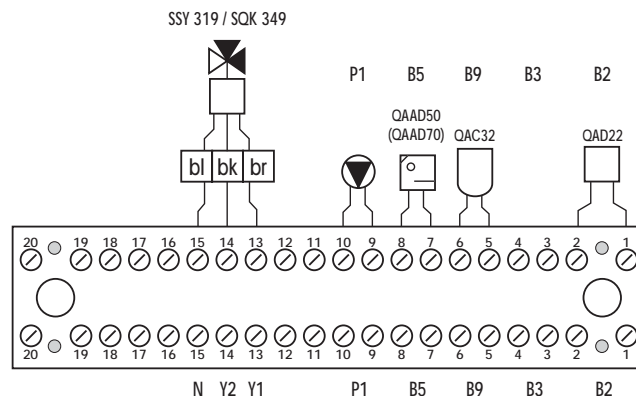 SSY 319 / SQK 349
P1 B5 B9 B3 B2
QAAD50
(QAAD70) QAC32 QAD22
bl bk br
20 19 18 17 16 15 14 13 12 11 10 9 8 7 6 5 4 3 2 1
20 19 18 17 16 15 14 13 12 11 10 9 8 7 6 5 4 3 2 1
N Y2 Y1 P1 B5 B9 B3 B2